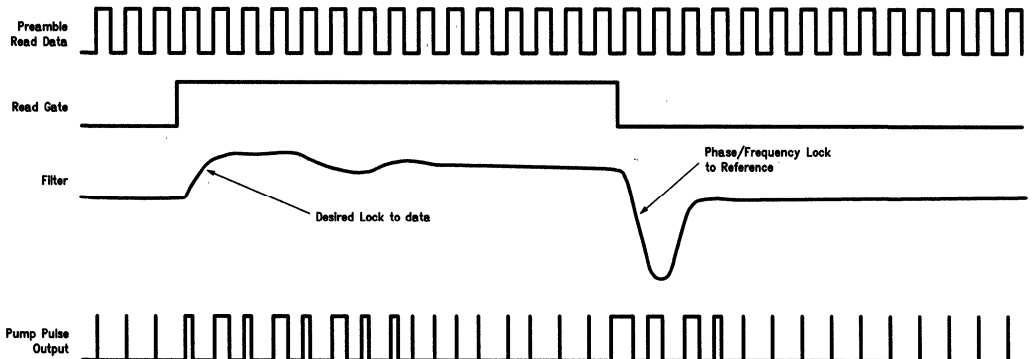 Preamble
Read Data
Read Gate
Phase/Frequency Lock
to Reference
Filter
Desired Lock to data
Pump Pulse
Output